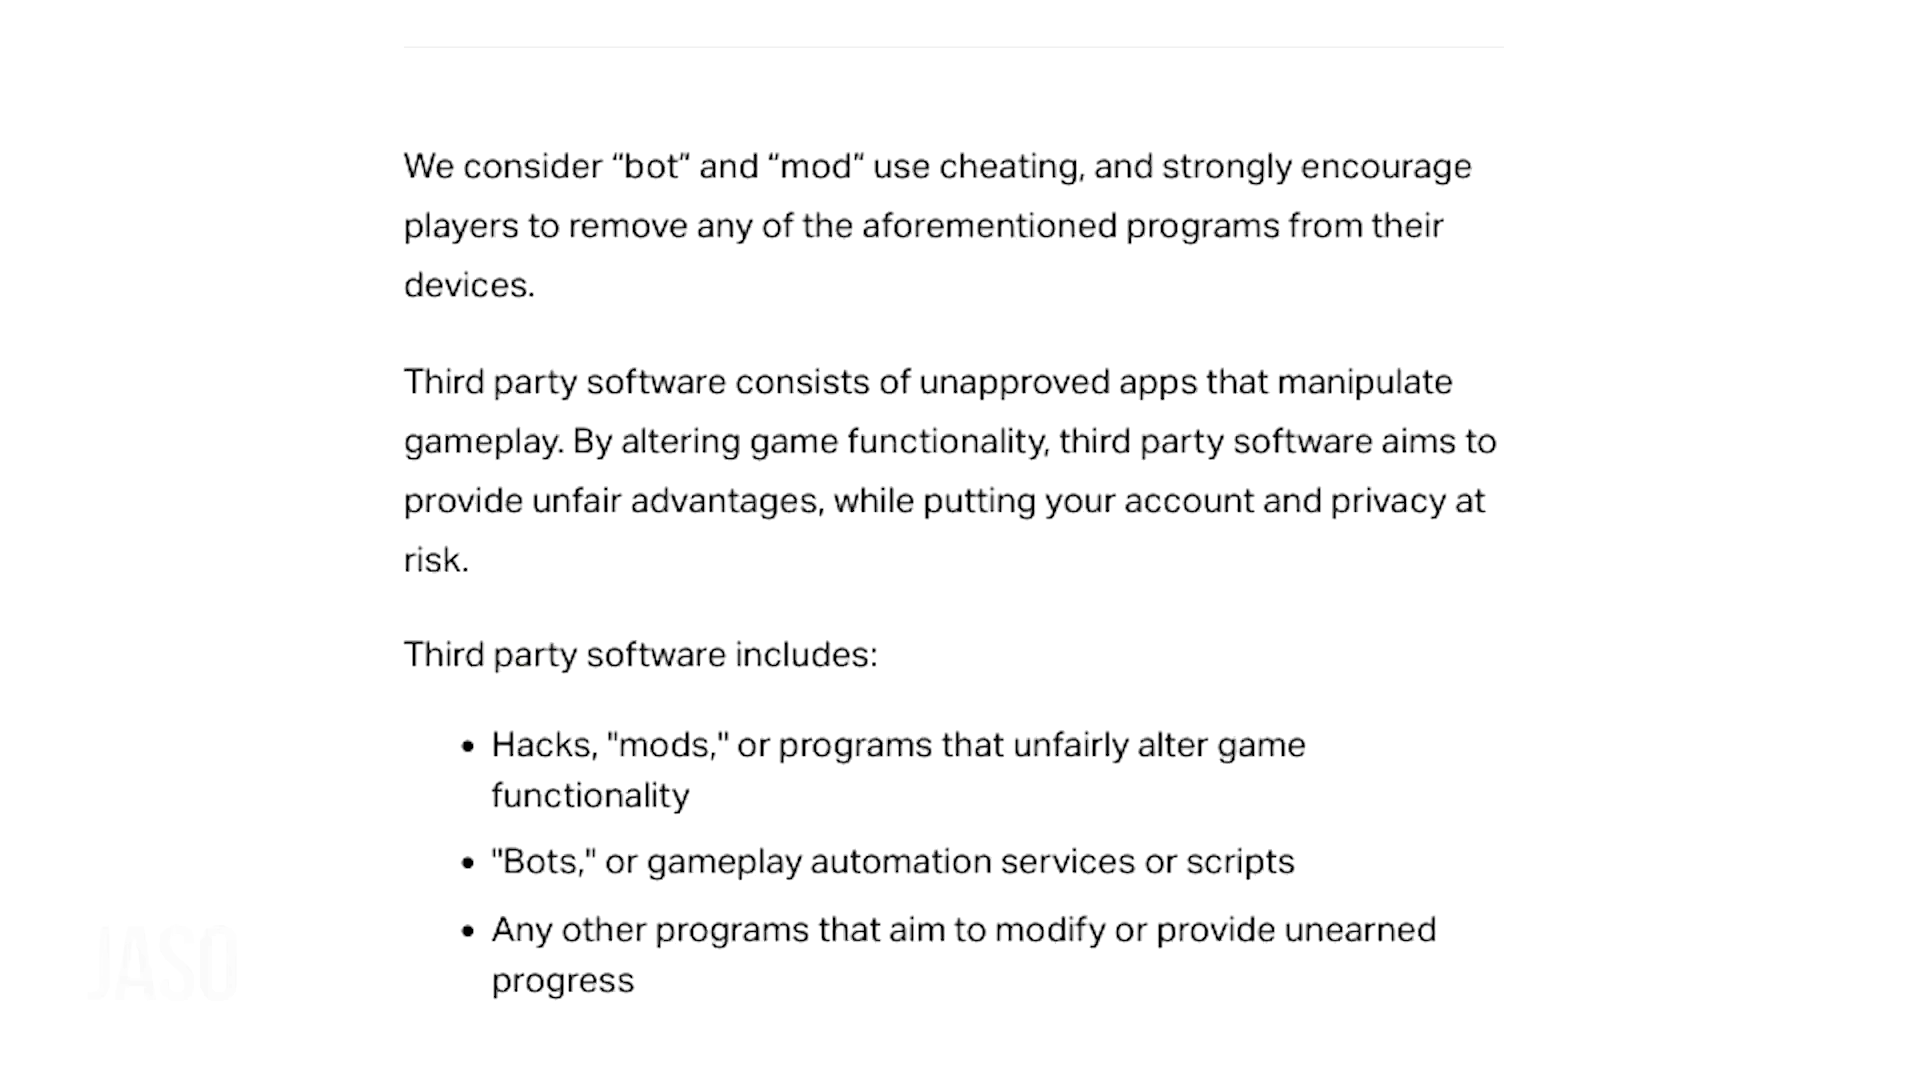 We consider “bot” and “mod” use cheating, and strongly encourage
players to remove any of the aforementioned programs from their
devices.
Third party software consists of unapproved apps that manipulate
gameplay. By altering game functionality, third party software aims to
provide unfair advantages, while putting your account and privacy at
risk.
Third party software includes:
• Hacks, "mods," or programs that unfairly alter game
functionality
• "Bots," or gameplay automation services or scripts
• Any other programs that aim to modify or provide unearned
progress
JASO